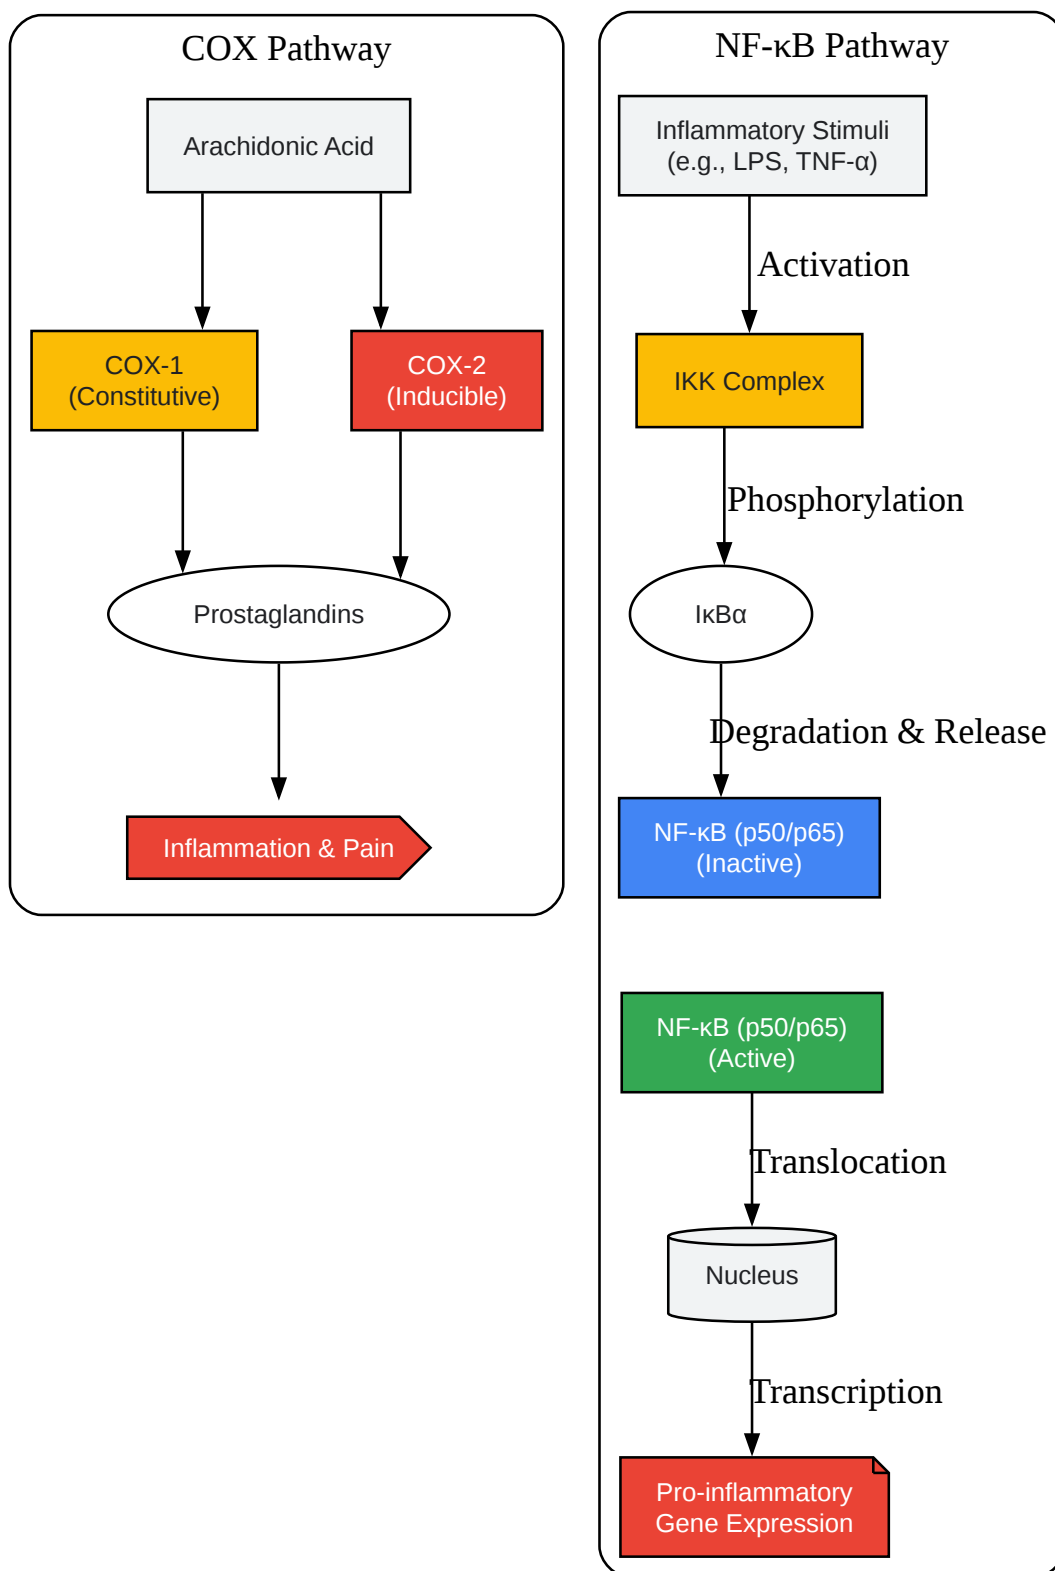 COX Pathway
Arachidonic Acid
COX-1
(Constitutive)
COX-2
(Inducible)
Prostaglandins
Inflammation & Pain
NF-κB Pathway
Inflammatory Stimuli
(e.g., LPS, TNF-α)
Activation
IKK Complex
Phosphorylation
IκBα
Degradation & Release
NF-κB (p50/p65)
(Inactive)
NF-κB (p50/p65)
(Active)
Translocation
Nucleus
Transcription
Pro-inflammatory
Gene Expression